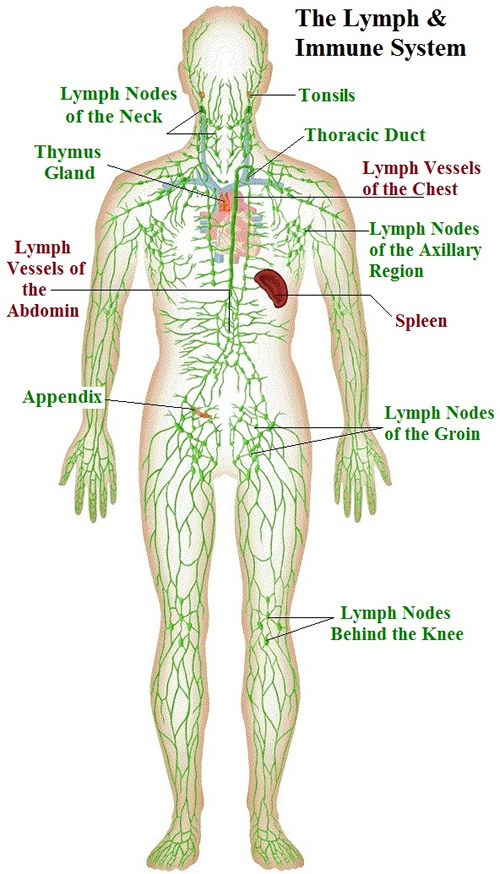 The Lymph &
Immune System
Lymph Nodes
of the Neck
Tonsils
Thoracic Duct
Thymus
Gland
Lymph Vessels
of the Chest
Lymph Nodes
of the Axillary
Region
Lymph
Vessels of
the
Abdomin
Spleen
Appendix
Lymph Nodes
of the Groin
Lymph Nodes
Behind the Knee